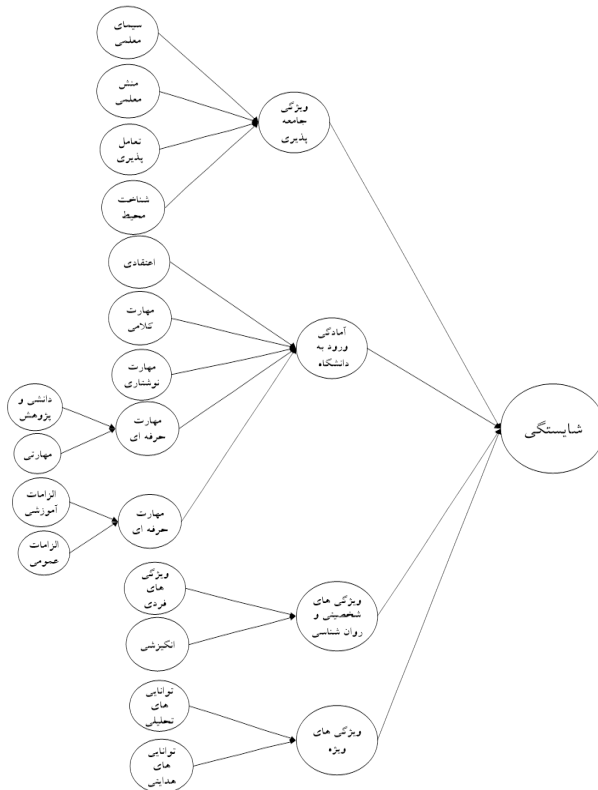 سیمای
معلمی
منش
معلمی
تعامل
پذیری
شناخت
محیط
ویژگی
جامعه
پذیری
اعتقادی
مهارت
کلامی
مهارت
نوشتاری
دانشی و
پژوهش
مهارتی
مهارت
حرفه ای
الزامات
آموزشی
الزامات
عمومی
مهارت
حرفه ای
آمادگی
ورود به
دانشگاه
ویژگی
های
فردی
انگیزشی
ویژگی های
شخصیتی و
روان شناسی
توانایی
های
تحلیلی
توانایی
های
هدایتی
ویژگی های
ویژه
شایستگی